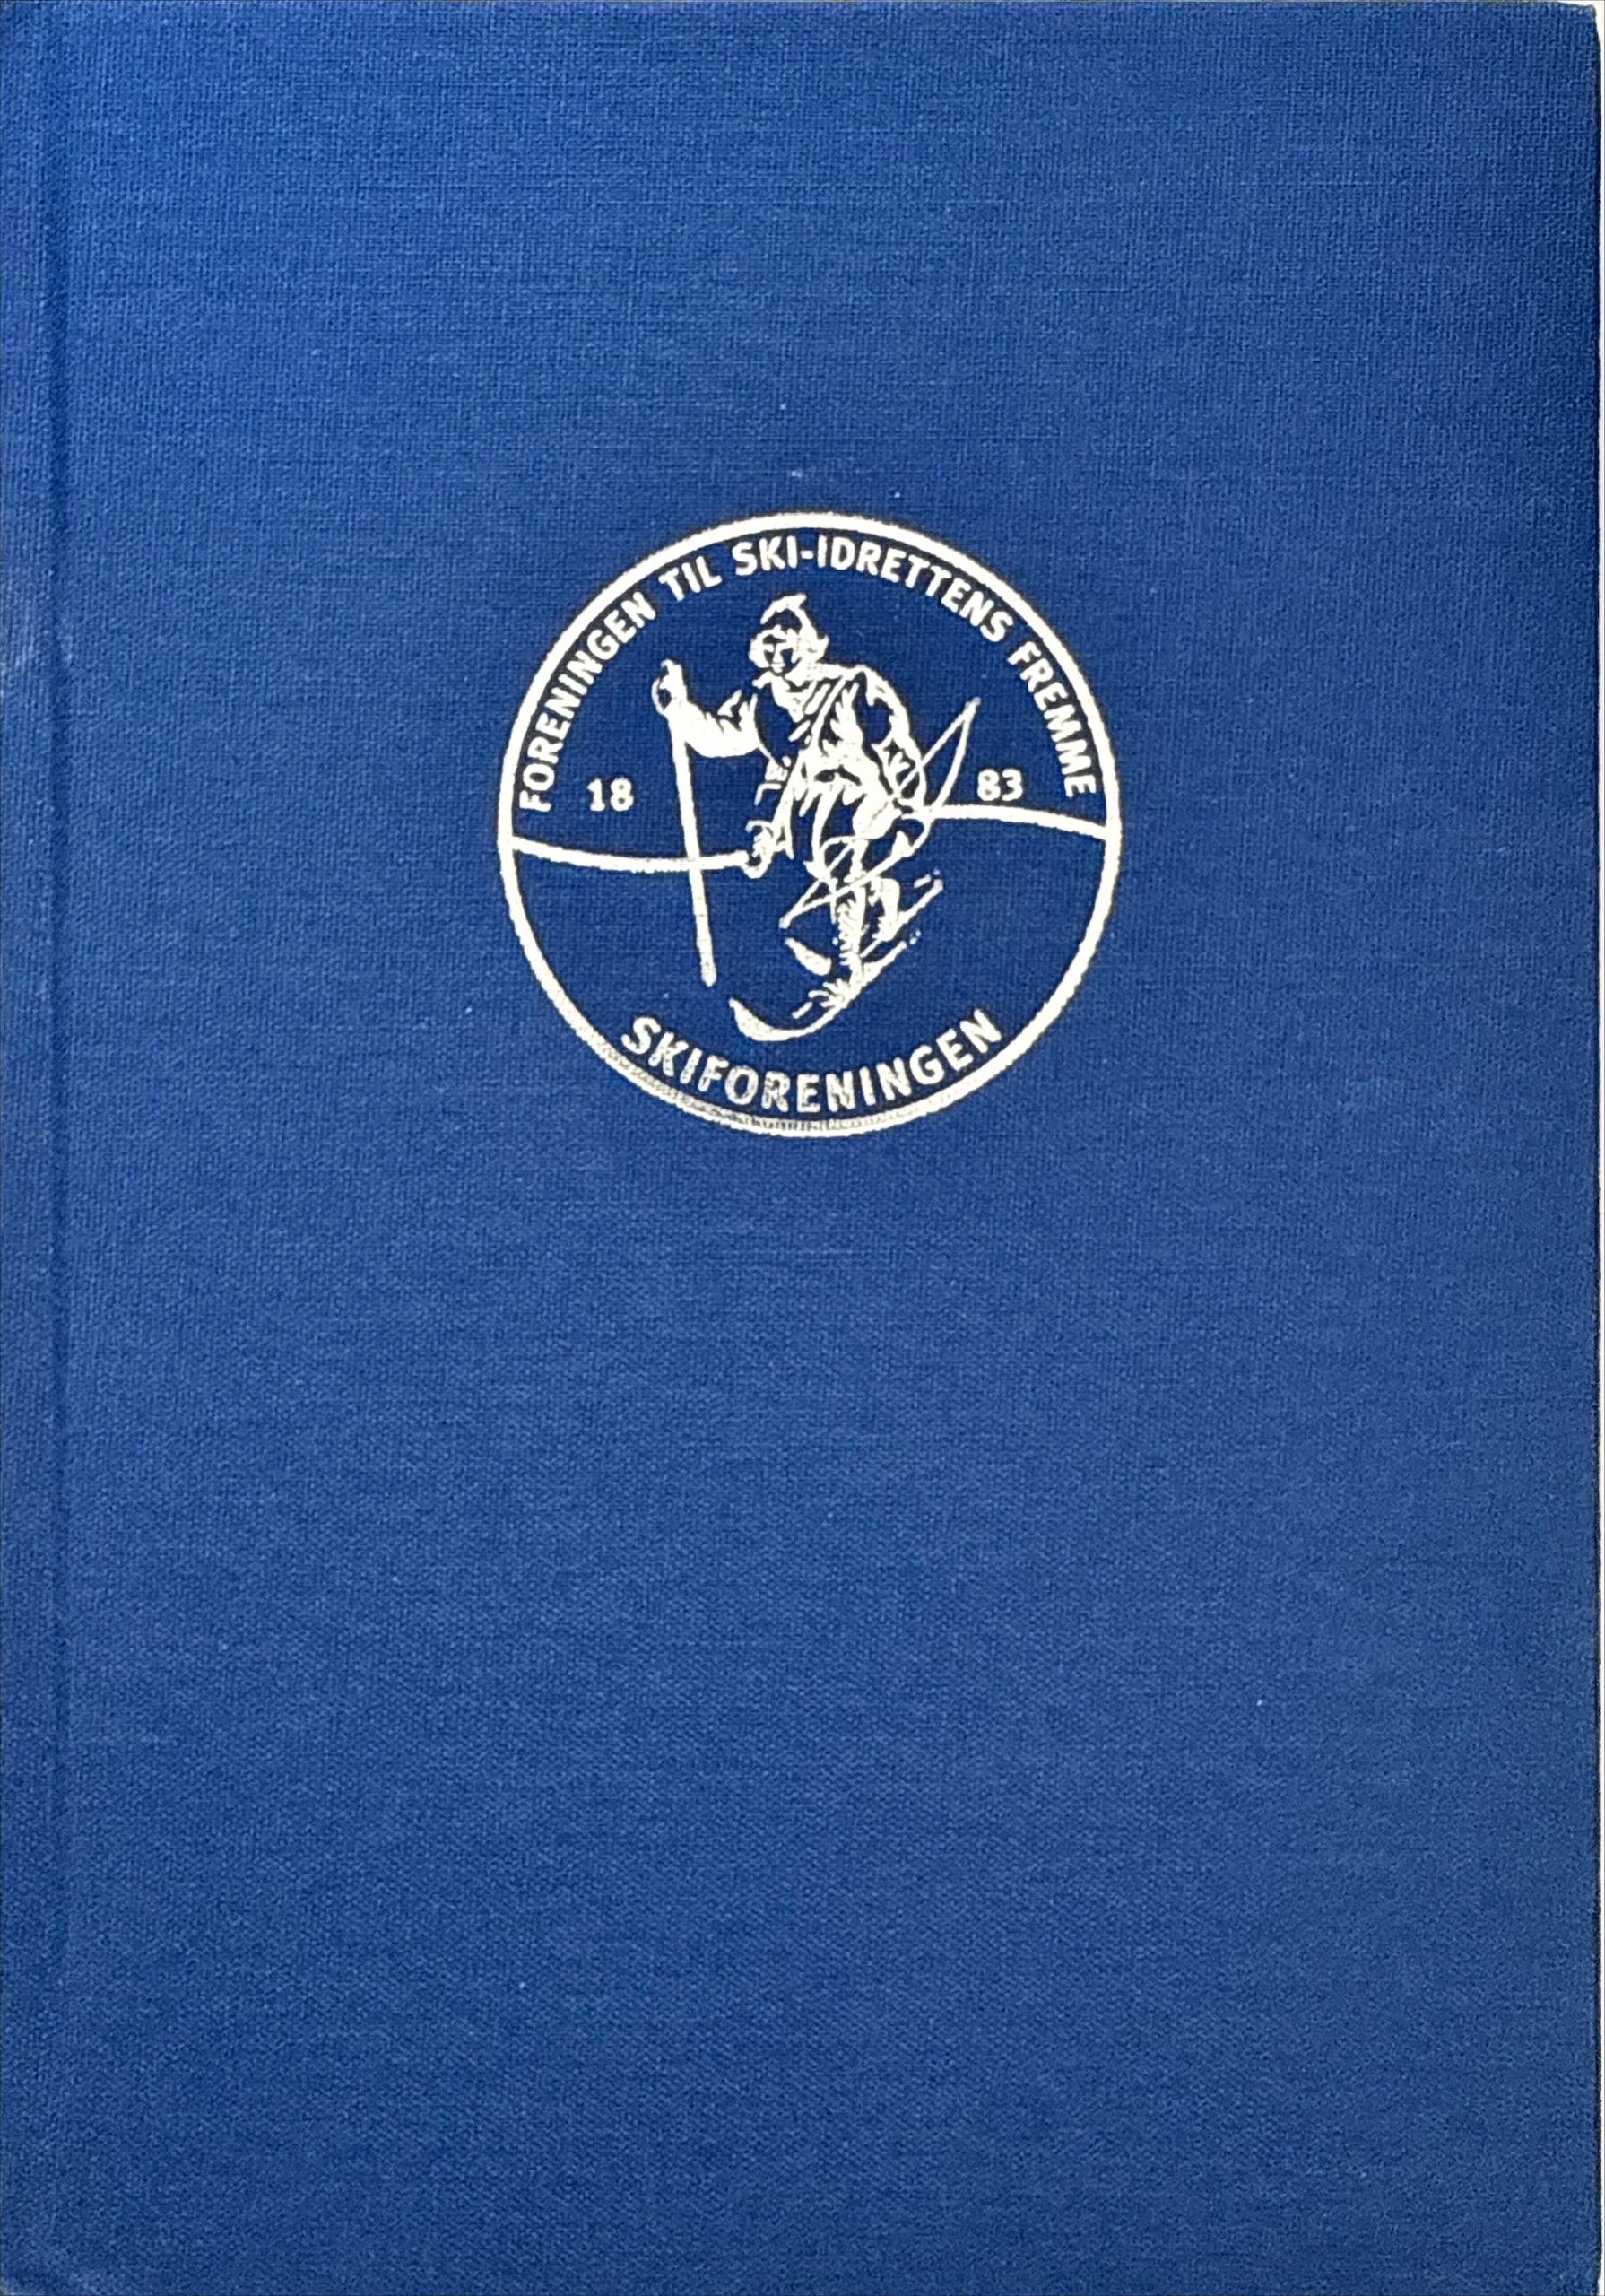 FORENINGEN TIL SKI-IDRETTENS FREMME
18 83
SKIFORENINGEN